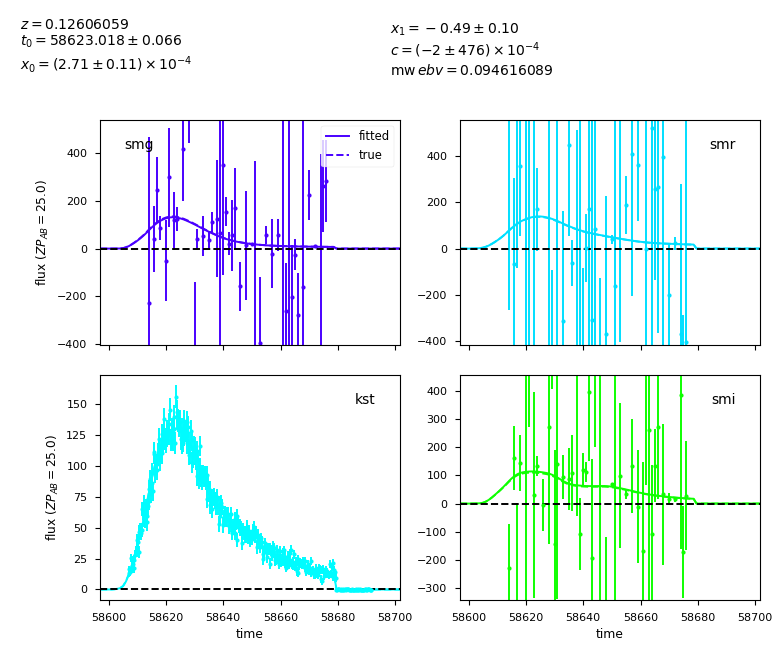 z = 0.12606059
t₀ = 58623.018 ± 0.066
x₀ = (2.71 ± 0.11) × 10⁻⁴
x₁ = −0.49 ± 0.10
c = (−2 ± 476) × 10⁻⁴
mw ebv = 0.094616089
smg
fitted
true
400
200
0
−200
−400
flux (ZP_AB = 25.0)
smr
400
200
0
−200
−400
kst
150
125
100
75
50
25
0
flux (ZP_AB = 25.0)
58600 58620 58640 58660 58680 58700
time
smi
400
300
200
100
0
−100
−200
−300
58600 58620 58640 58660 58680 58700
time